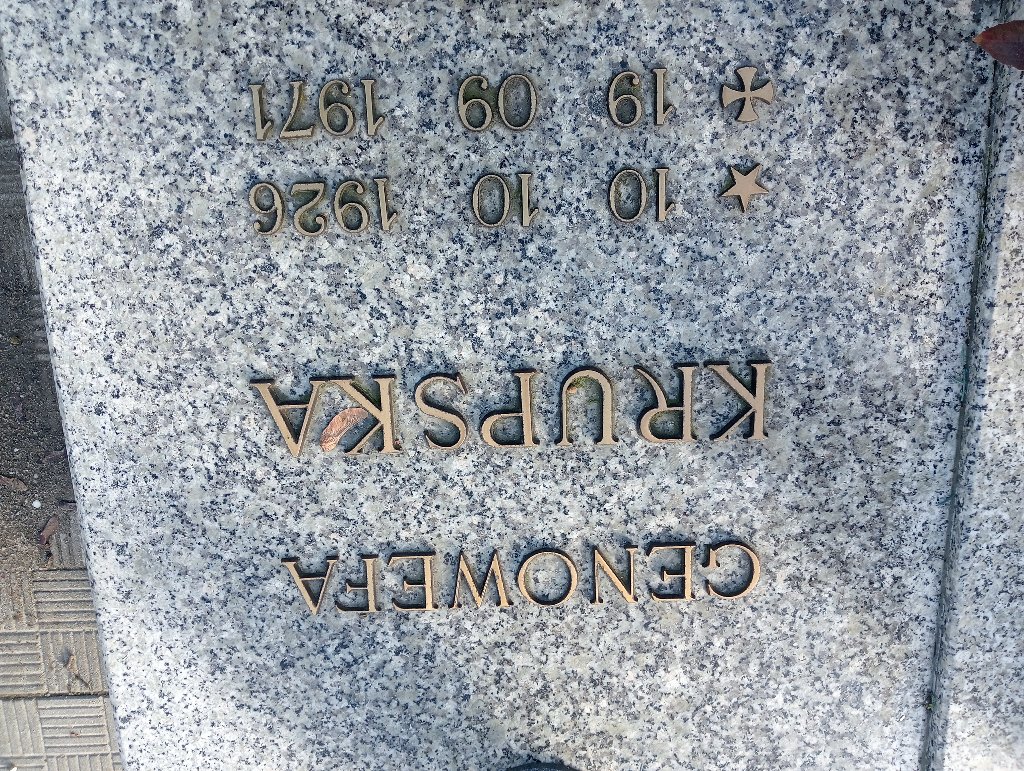 GENOWEFA
KRUPSKA
★ 10 10 1926
✠ 19 09 1971